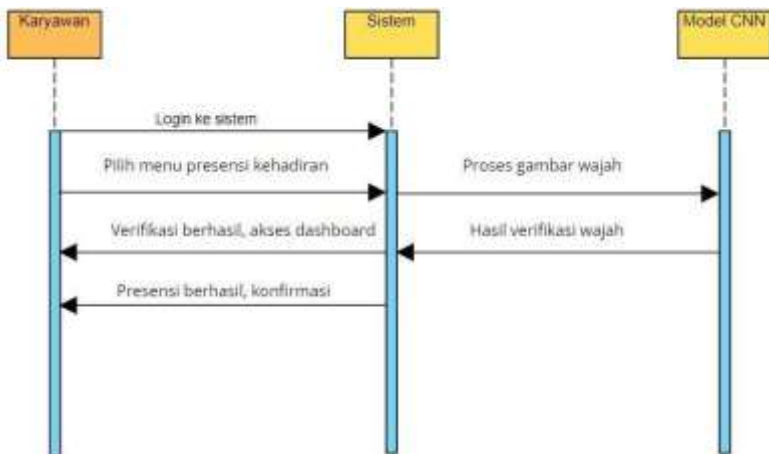 Karyawan
Sistem
Model CNN
Login ke sistem
Pilih menu presensi kehadiran
Proses gambar wajah
Verifikasi berhasil, akses dashboard
Hasil verifikasi wajah
Presensi berhasil, konfirmasi